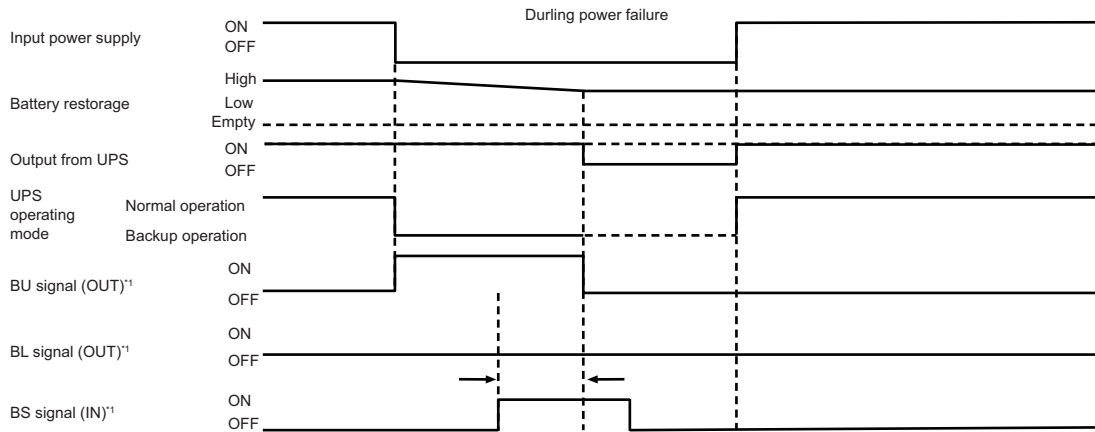 Durling power failure
Input power supply
ON
OFF
Battery restorage
High
Low
Empty
Output from UPS
ON
OFF
UPS
operating
mode
Normal operation
Backup operation
BU signal (OUT)*1
ON
OFF
BL signal (OUT)*1
ON
OFF
BS signal (IN)*1
ON
OFF